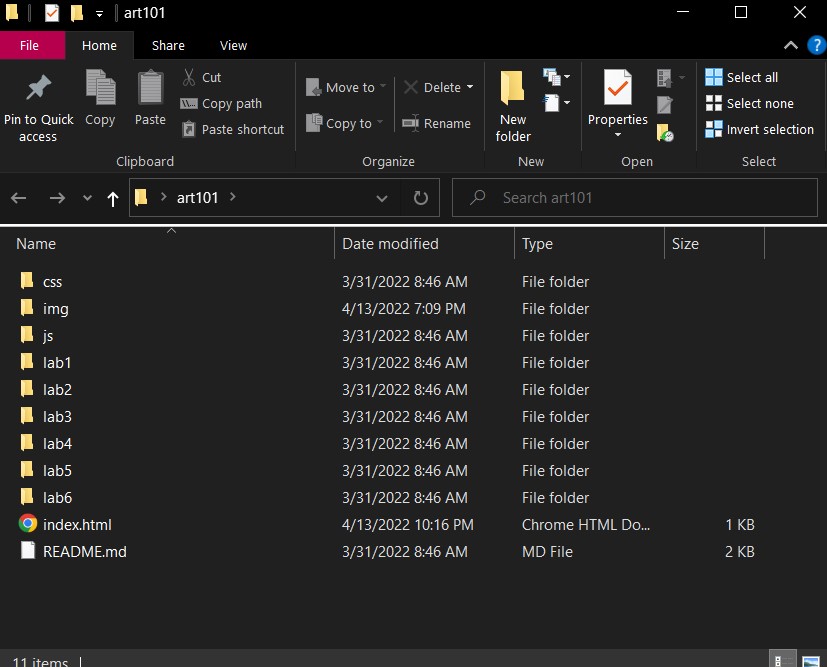 art101
File Home Share View
?
Pin to Quick access
Copy
Paste
Cut
Copy path
Paste shortcut
Clipboard
Move to
Copy to
Delete
Rename
Organize
New folder
New
Properties
Open
Select all
Select none
Invert selection
Select
art101
Search art101
Name Date modified Type Size
css 3/31/2022 8:46 AM File folder
img 4/13/2022 7:09 PM File folder
js 3/31/2022 8:46 AM File folder
lab1 3/31/2022 8:46 AM File folder
lab2 3/31/2022 8:46 AM File folder
lab3 3/31/2022 8:46 AM File folder
lab4 3/31/2022 8:46 AM File folder
lab5 3/31/2022 8:46 AM File folder
lab6 3/31/2022 8:46 AM File folder
index.html 4/13/2022 10:16 PM Chrome HTML Do... 1 KB
README.md 3/31/2022 8:46 AM MD File 2 KB
11 items